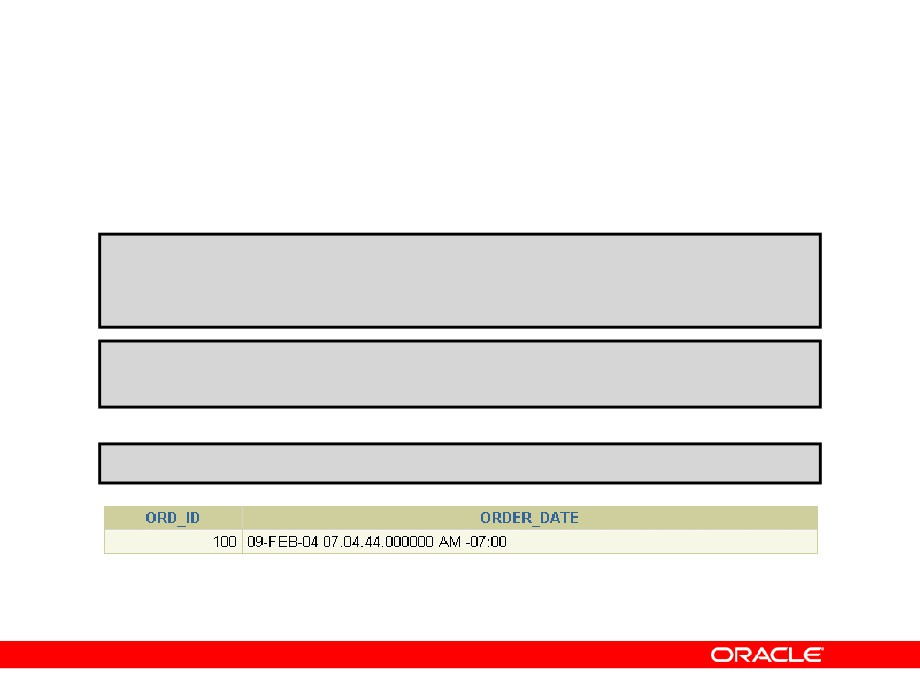 ORD_ID ORDER_DATE
100 09-FEB-04 07.04.44.000000 AM -07:00
ORACLE